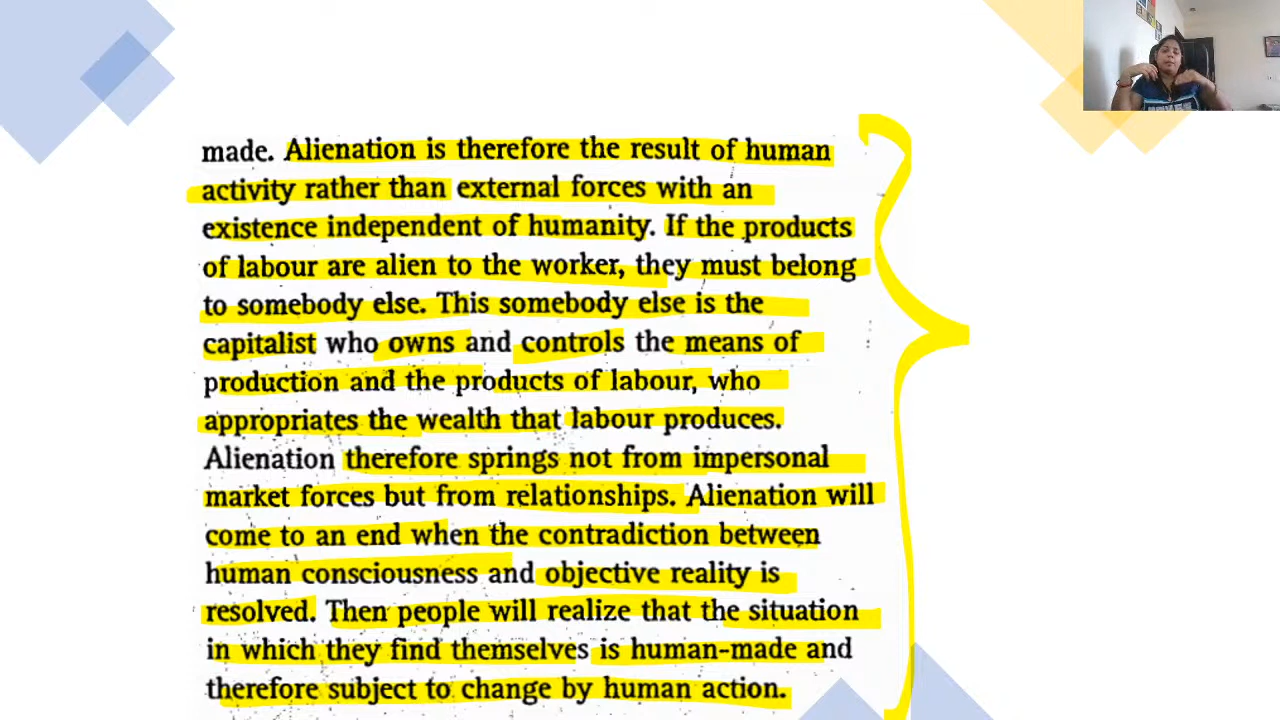 made. Alienation is therefore the result of human
activity rather than external forces with an
existence independent of humanity. If the products
of labour are alien to the worker, they must belong
to somebody else. This somebody else is the
capitalist who owns and controls the means of
production and the products of labour, who
appropriates the wealth that labour produces.
Alienation therefore springs not from impersonal
market forces but from relationships. Alienation will
come to an end when the contradiction between
human consciousness and objective reality is
resolved. Then people will realize that the situation
in which they find themselves is human-made and
therefore subject to change by human action.